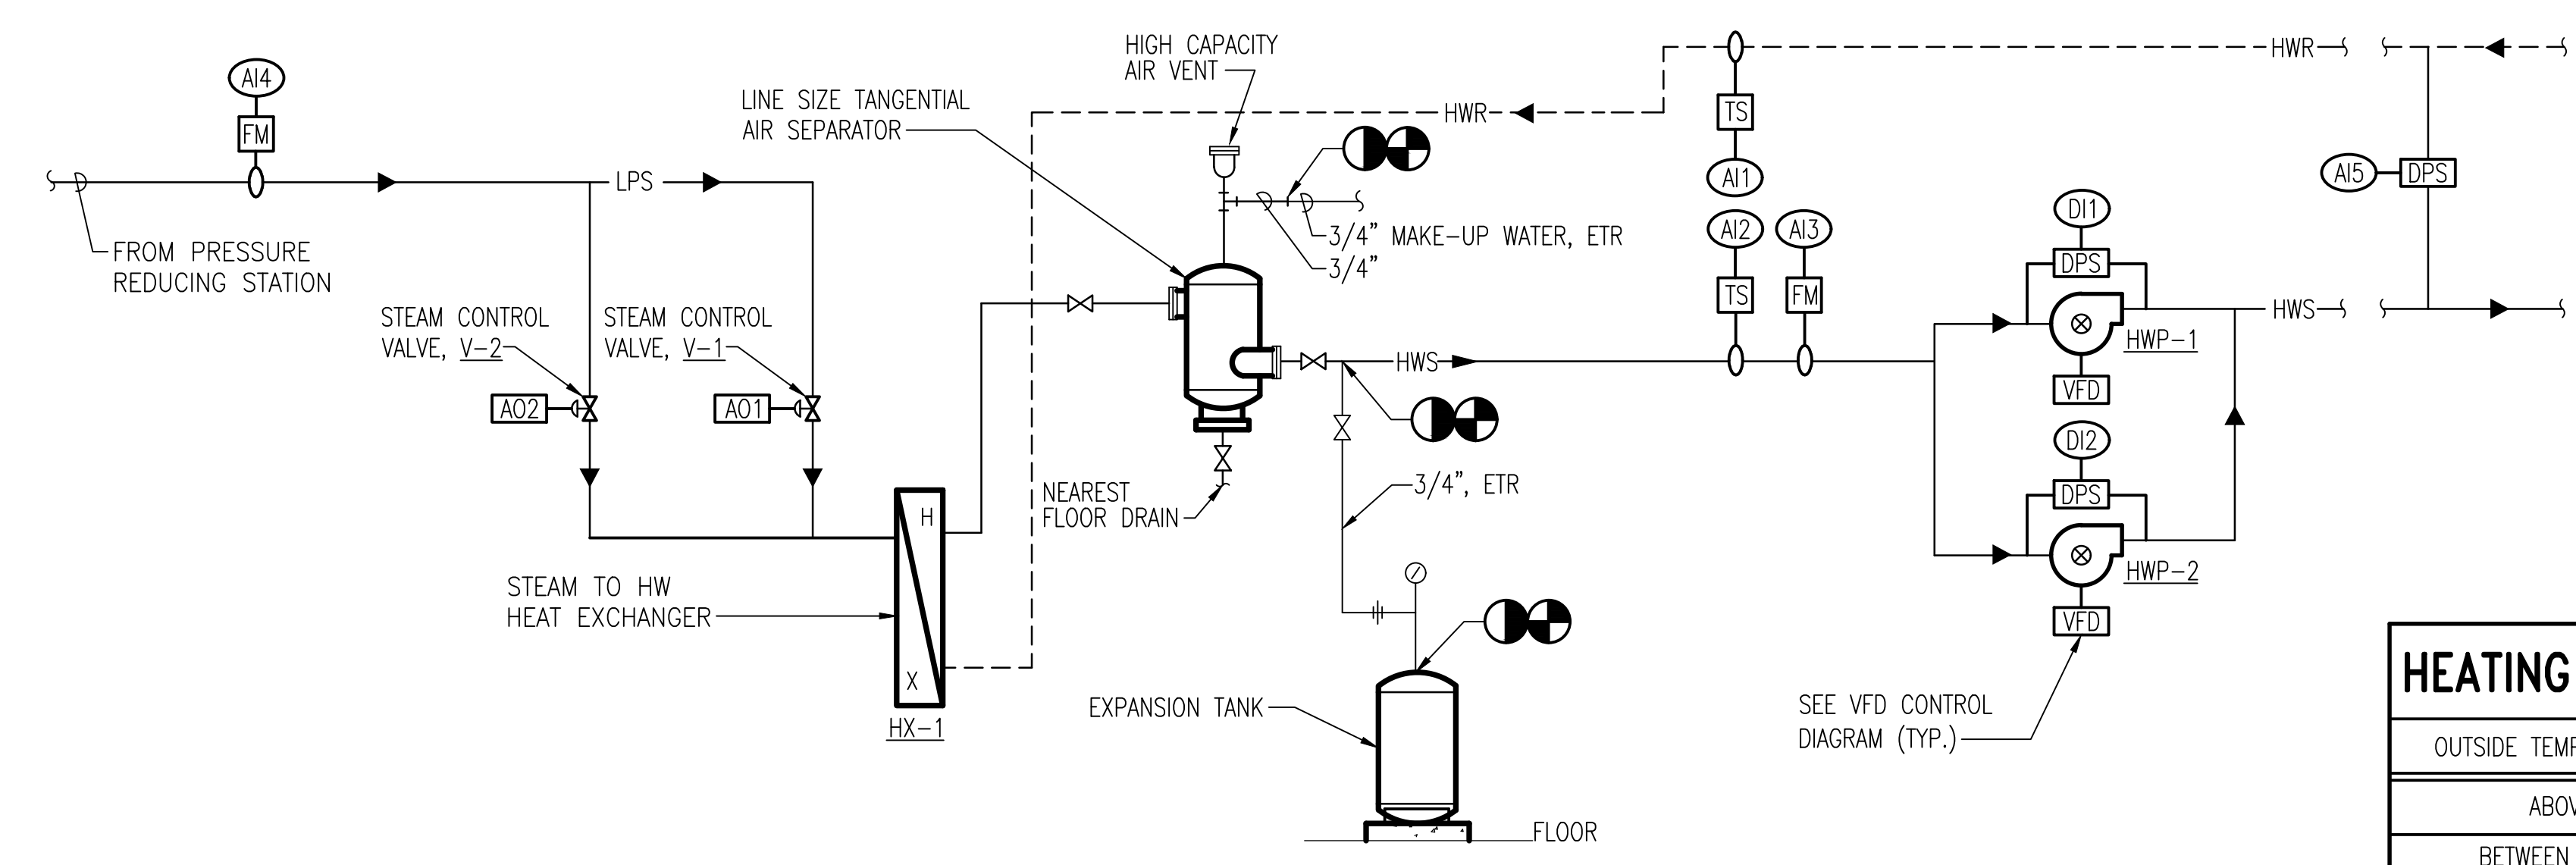 HIGH CAPACITY
AIR VENT
HWR
AI4
LINE SIZE TANGENTIAL
AIR SEPARATOR
HWR
TS
FM
AI1
AI5
DPS
LPS
AI2
AI3
DI1
FROM PRESSURE
REDUCING STATION
3/4" MAKE-UP WATER, ETR
3/4"
DPS
TS
FM
STEAM CONTROL
VALVE, V-2
STEAM CONTROL
VALVE, V-1
HWS
HWP-1
HWS
VFD
AO2
AO1
DI2
NEAREST
FLOOR DRAIN
3/4", ETR
DPS
H
HWP-2
STEAM TO HW
HEAT EXCHANGER
VFD
X
HX-1
EXPANSION TANK
SEE VFD CONTROL
DIAGRAM (TYP.)
FLOOR
HEATING
OUTSIDE
BETWEEN